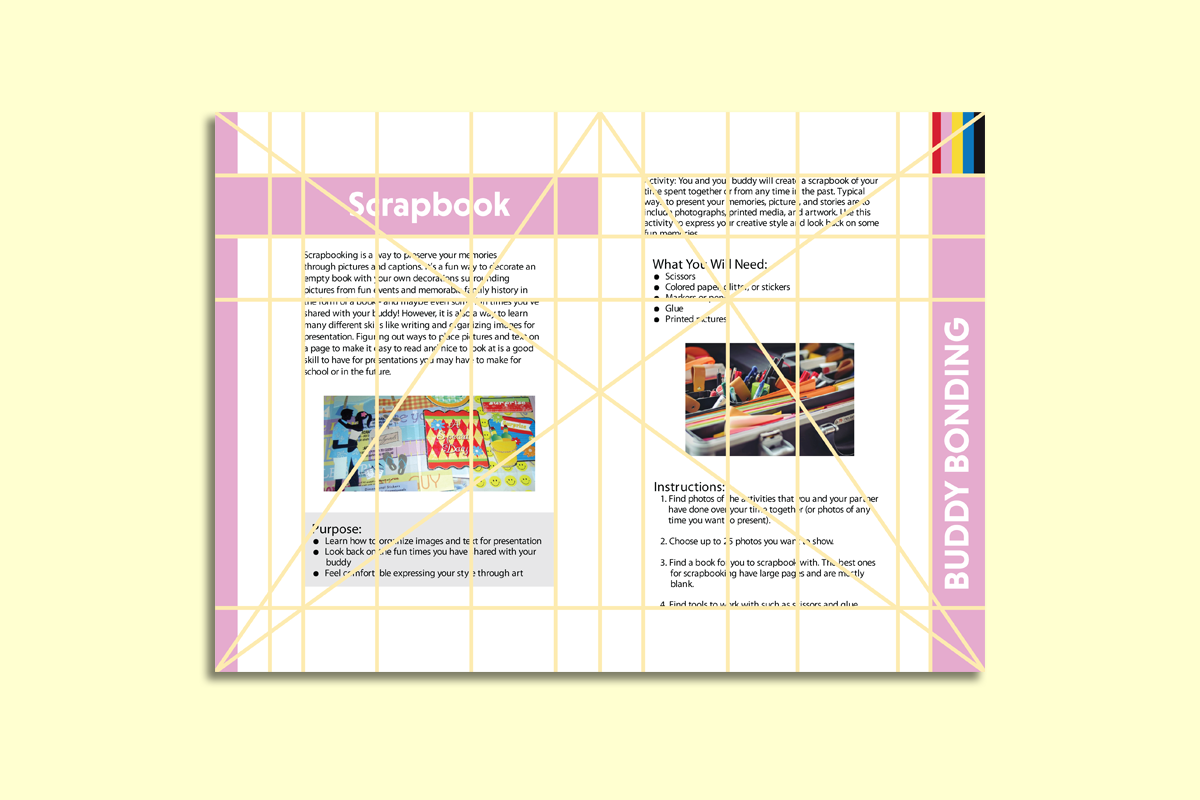 Scrapbook
Scrapbooking is a way to preserve your memories
through pictures and captions. It's a fun way to decorate an
empty book with your own decorations surrounding
pictures from fun events and memorable family history in
the form of a book - and maybe even some fun times you've
shared with your buddy! However, it is also a way to learn
many different skills like writing and organizing images for
presentation. Figuring out ways to place pictures and text on
a page to make it easy to read and nice to look at is a good
skill to have for presentations you may have to make for
school or in the future.
Purpose:
● Learn how to organize images and text for presentation
● Look back on the fun times you have shared with your
buddy
● Feel comfortable expressing your style through art
Activity: You and your buddy will create a scrapbook of your
time spent together or from any time in the past. Typical
ways to present your memories, pictures, and stories are to
include photographs, printed media, and artwork. Use this
activity to express your creative style and look back on some
fun memories.
What You Will Need:
● Scissors
● Colored paper, glitter, or stickers
● Markers or pens
● Glue
● Printed pictures
Instructions:
1. Find photos of the activities that you and your partner
have done over your time together (or photos of any
time you want to present).
2. Choose up to 25 photos you want to show.
3. Find a book for you to scrapbook with. The best ones
for scrapbooking have large pages and are mostly
blank.
4. Find tools to work with such as scissors and glue
BUDDY BONDING